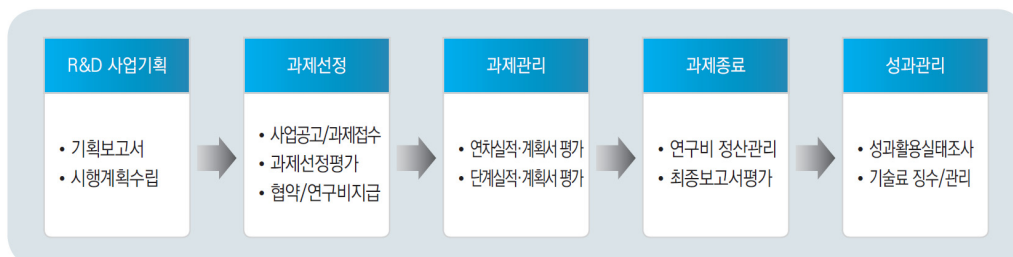 R&D 사업기획
• 기획보고서
• 시행계획수립
과제선정
• 사업공고/과제접수
• 과제선정평가
• 협약/연구비지급
과제관리
• 연차실적·계획서 평가
• 단계실적·계획서 평가
과제종료
• 연구비 정산관리
• 최종보고서평가
성과관리
• 성과활용실태조사
• 기술료 징수/관리